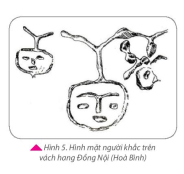 Hình 5. Hình mặt người khắc trên
vách hang Đồng Nội (Hoà Bình)